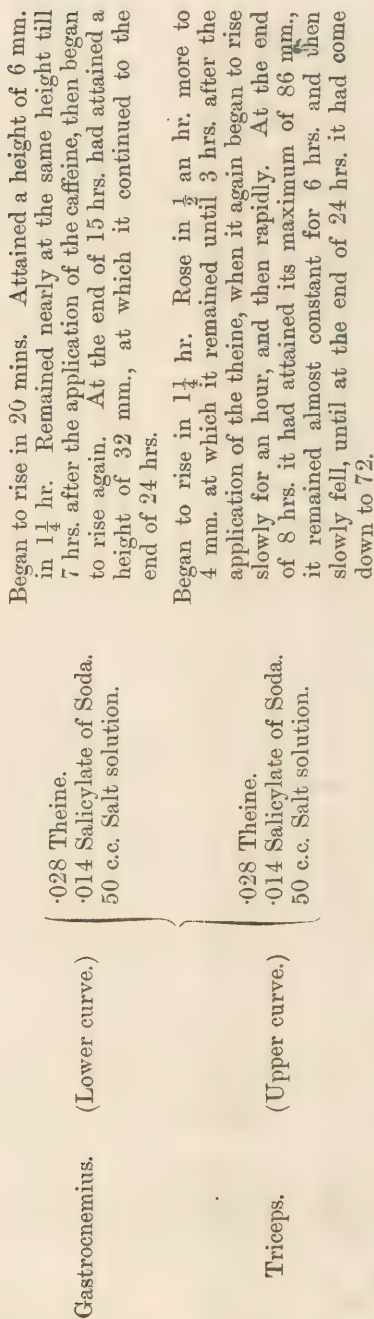 Gastrocnemius. (Lower curve.)
·028 Theine.
·014 Salicylate of Soda.
50 c.c. Salt solution.
Began to rise in 20 mins. Attained a height of 6 mm.
in 1¼ hr. Remained nearly at the same height till
7 hrs. after the application of the caffeine, then began
to rise again. At the end of 15 hrs. had attained a
height of 32 mm., at which it continued to the
end of 24 hrs.
Triceps. (Upper curve.)
·028 Theine.
·014 Salicylate of Soda.
50 c.c. Salt solution.
Began to rise in 1¼ hr. Rose in ½ an hr. more to
4 mm. at which it remained until 3 hrs. after the
application of the theine, when it again began to rise
slowly for an hour, and then rapidly. At the end
of 8 hrs. it had attained its maximum of 86 mm.,
it remained almost constant for 6 hrs. and then
slowly fell, until at the end of 24 hrs. it had come
down to 72.